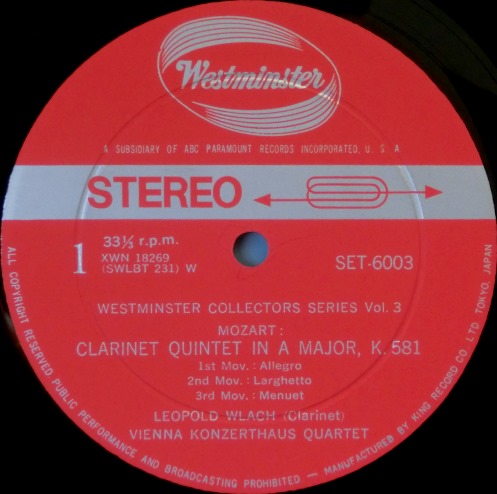 Westminster
A SUBSIDIARY OF ABC PARAMOUNT RECORDS INCORPORATED, U. S. A.
STEREO
1
33⅓ r.p.m.
XWN 18269
(SWLBT 231) W
SET-6003
WESTMINSTER COLLECTORS SERIES Vol. 3
MOZART:
CLARINET QUINTET IN A MAJOR, K. 581
1st Mov. : Allegro
2nd Mov. : Larghetto
3rd Mov. : Menuet
LEOPOLD WLACH (Clarinet)
VIENNA KONZERTHAUS QUARTET
ALL COPYRIGHT RESERVED PUBLIC PERFORMANCE AND BROADCASTING PROHIBITED — MANUFACTURED BY KING RECORD CO. LTD TOKYO, JAPAN